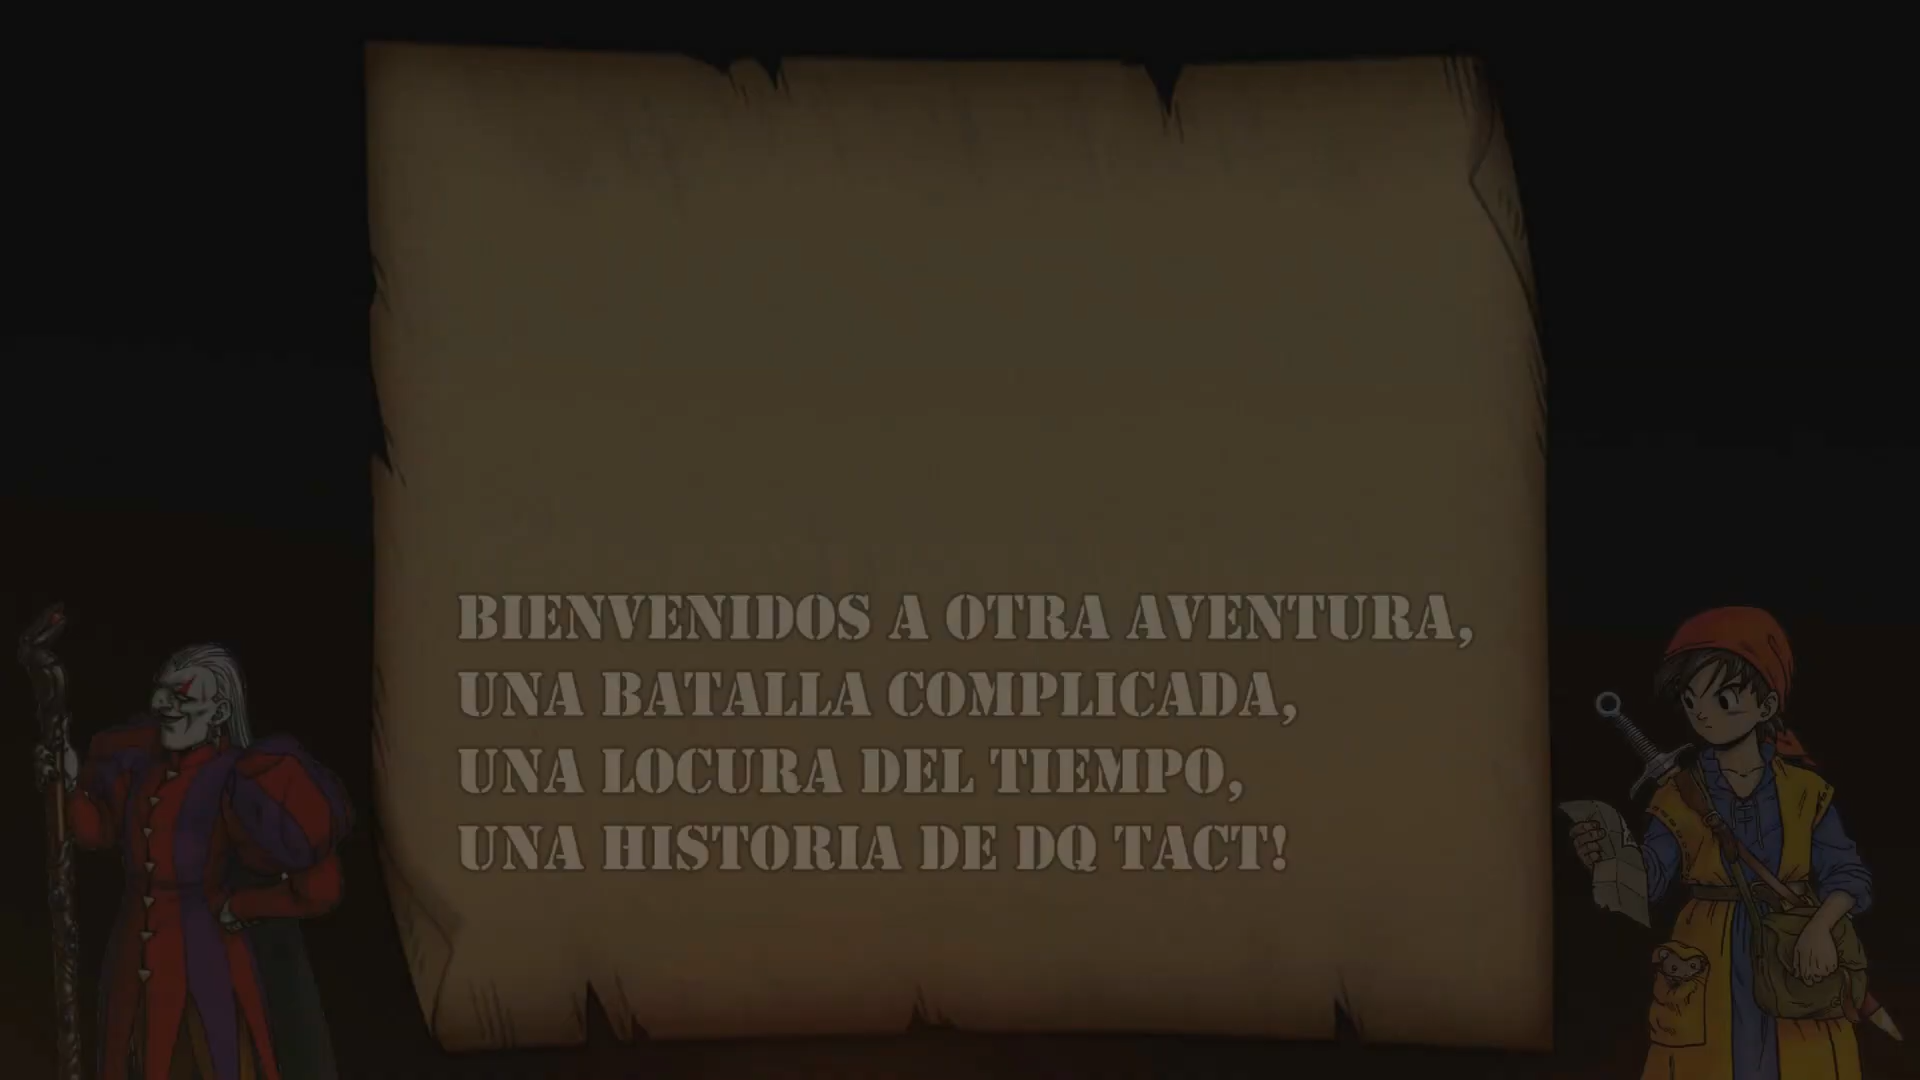 BIENVENIDOS A OTRA AVENTURA,
UNA BATALLA COMPLICADA,
UNA LOCURA DEL TIEMPO,
UNA HISTORIA DE DQ TACT!